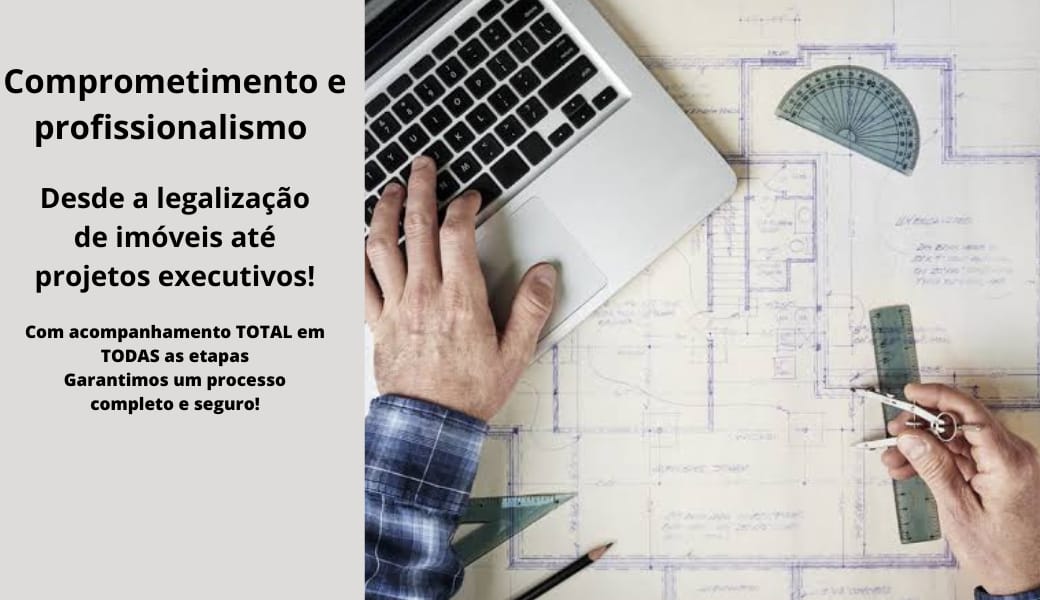 Comprometimento e
profissionalismo
Desde a legalização
de imóveis até
projetos executivos!
Com acompanhamento TOTAL em
TODAS as etapas
Garantimos um processo
completo e seguro!